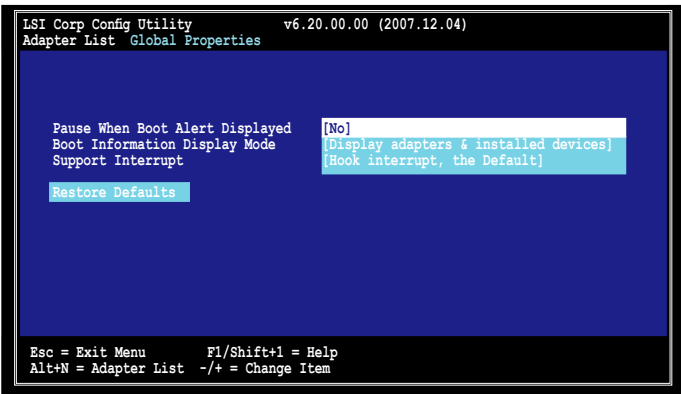 LSI Corp Config Utility v6.20.00.00 (2007.12.04)
Adapter List Global Properties
Pause When Boot Alert Displayed [No]
Boot Information Display Mode [Display adapters & installed devices]
Support Interrupt [Hook interrupt, the Default]
Restore Defaults
Esc = Exit Menu F1/Shift+1 = Help
Alt+N = Adapter List -/+ = Change Item